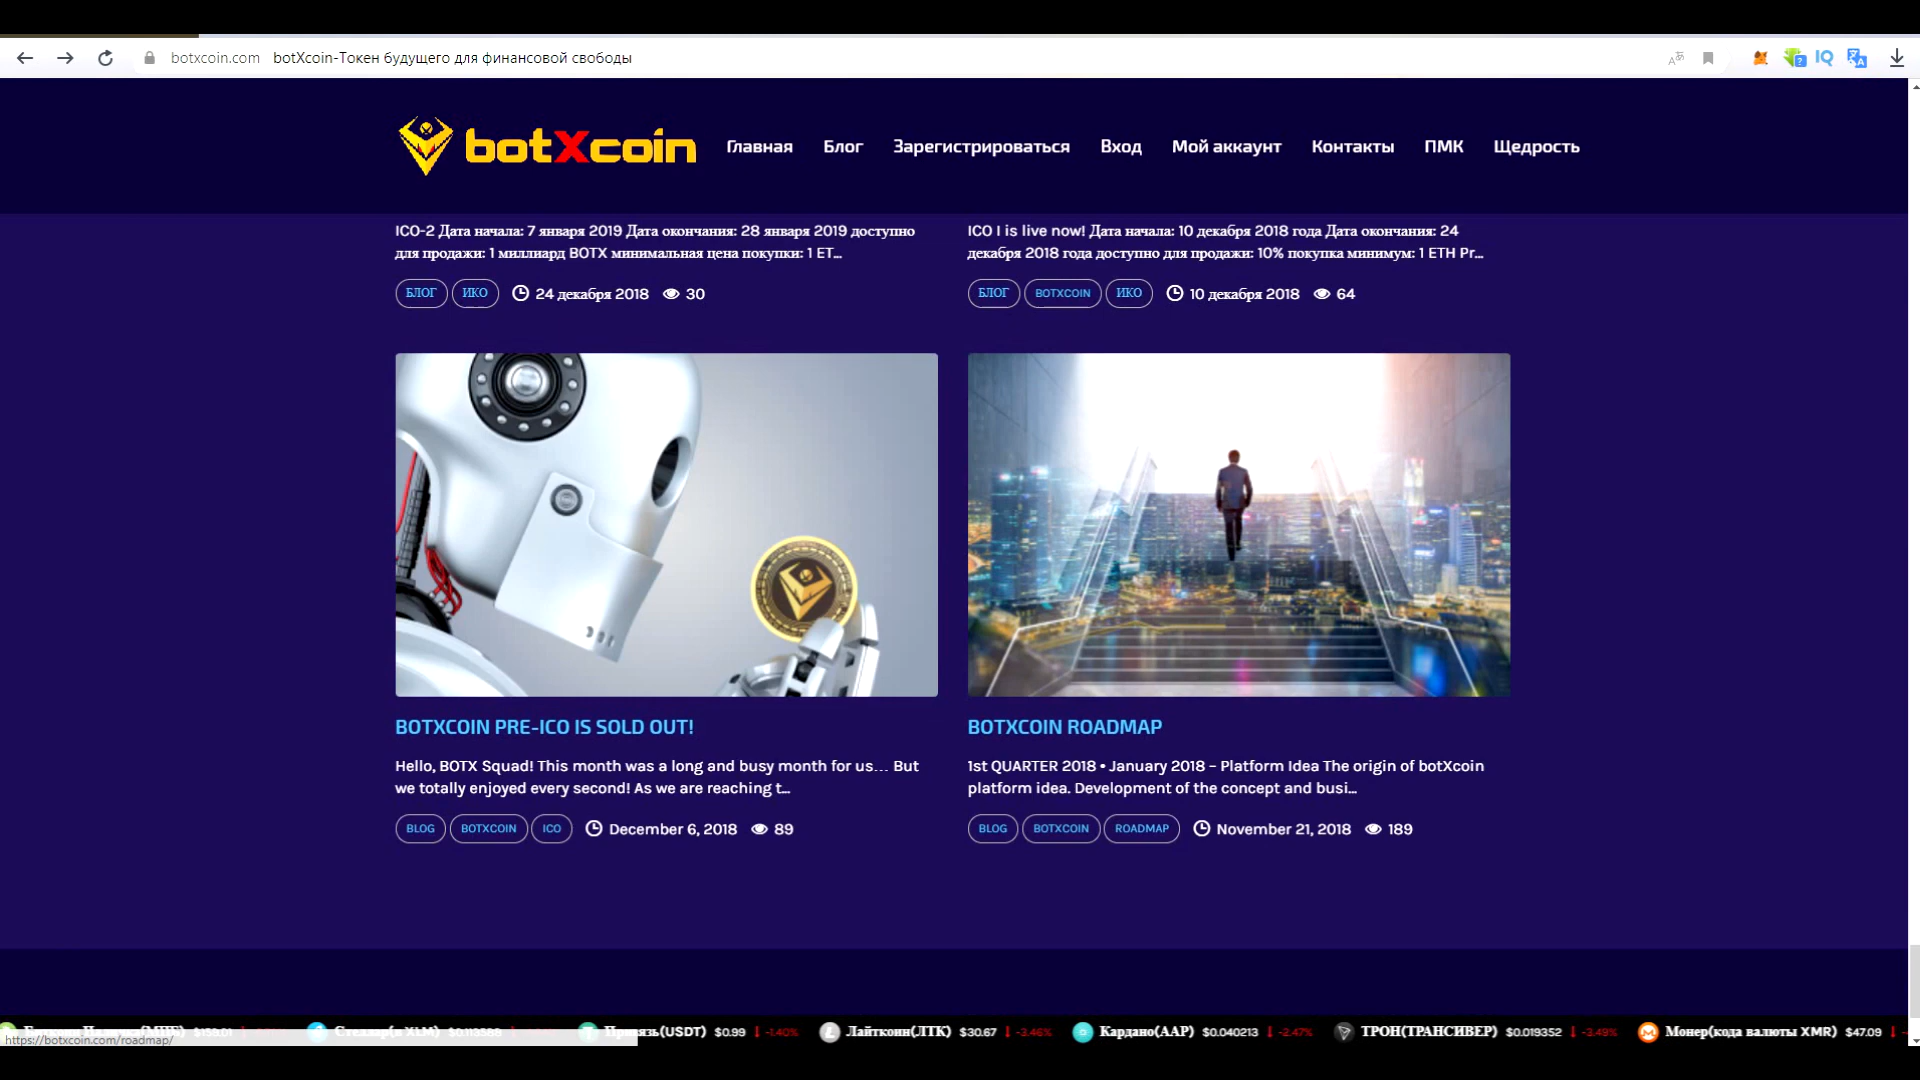 botxcoin.com botXcoin-Токен будущего для финансовой свободы
botXcoin Главная Блог Зарегистрироваться Вход Мой аккаунт Контакты ПМК Щедрость
ICO-2 Дата начала: 7 января 2019 Дата окончания: 28 января 2019 доступно
для продажи: 1 миллиард BOTX минимальная цена покупки: 1 ET...
БЛОГ ИКО 24 декабря 2018 30
ICO I is live now! Дата начала: 10 декабря 2018 года Дата окончания: 24
декабря 2018 года доступно для продажи: 10% покупка минимум: 1 ETH Pr...
БЛОГ BOTXCOIN ИКО 10 декабря 2018 64
BOTXCOIN PRE-ICO IS SOLD OUT!
Hello, BOTX Squad! This month was a long and busy month for us... But
we totally enjoyed every second! As we are reaching t...
BLOG BOTXCOIN ICO December 6, 2018 89
BOTXCOIN ROADMAP
1st QUARTER 2018 • January 2018 – Platform Idea The origin of botXcoin
platform idea. Development of the concept and busi...
BLOG BOTXCOIN ROADMAP November 21, 2018 189
(USDT) $0.99 -1.40% Лайткоин(ЛТК) $30.67 -3.46% Кардано(ААР) $0.040213 -2.47% ТРОН(ТРАНСИВЕР) $0.019352 -3.49% Монер(кода валюты XMR) $47.09
https://botxcoin.com/roadmap/